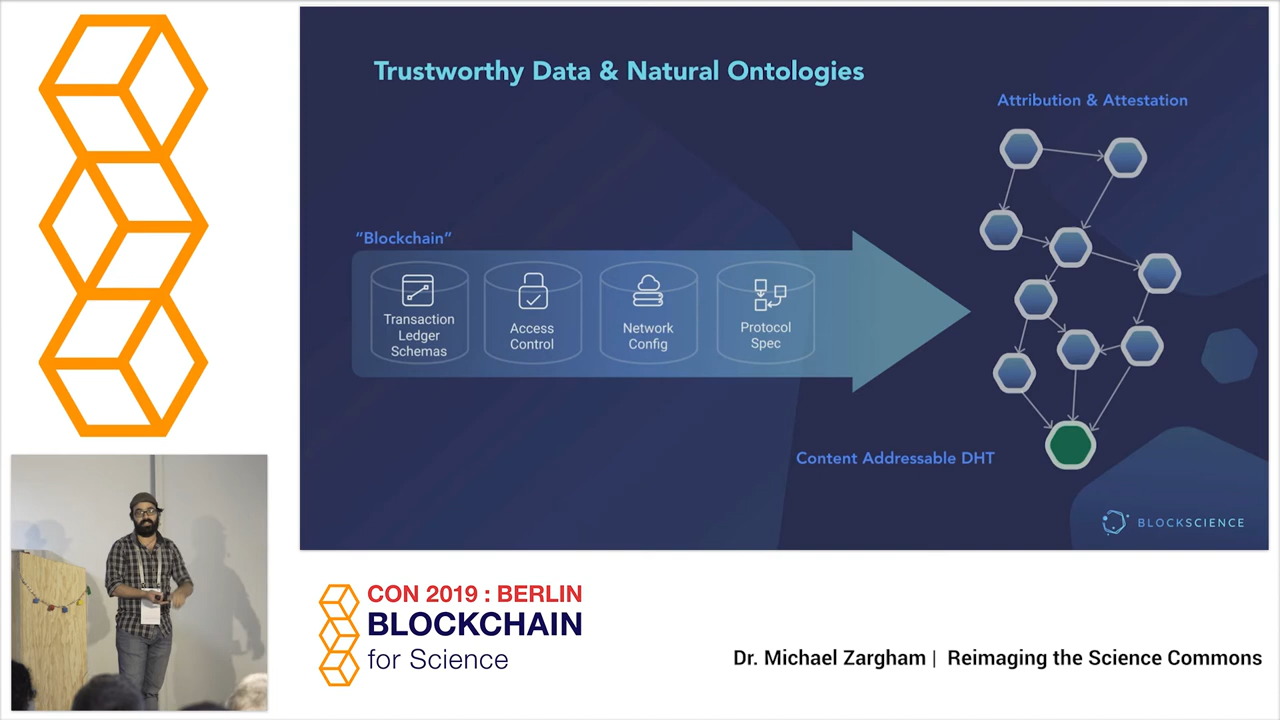 Trustworthy Data & Natural Ontologies
Attribution & Attestation
“Blockchain”
Transaction
Ledger
Schemas
Access
Control
Network
Config
Protocol
Spec
Content Addressable DHT
BLOCKSCIENCE
CON 2019 : BERLIN
BLOCKCHAIN
for Science
Dr. Michael Zargham | Reimaging the Science Commons